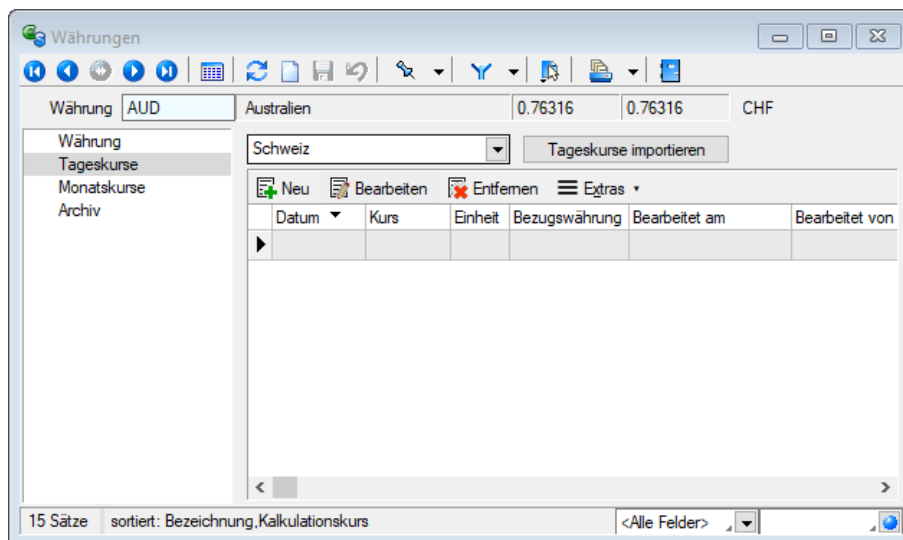 Währungen
Währung AUD Australien 0.76316 0.76316 CHF
Währung
Tageskurse
Monatskurse
Archiv
Schweiz Tageskurse importieren
Neu Bearbeiten Entfernen Extras
Datum Kurs Einheit Bezugswährung Bearbeitet am Bearbeitet von
15 Sätze sortiert: Bezeichnung,Kalkulationskurs <Alle Felder>